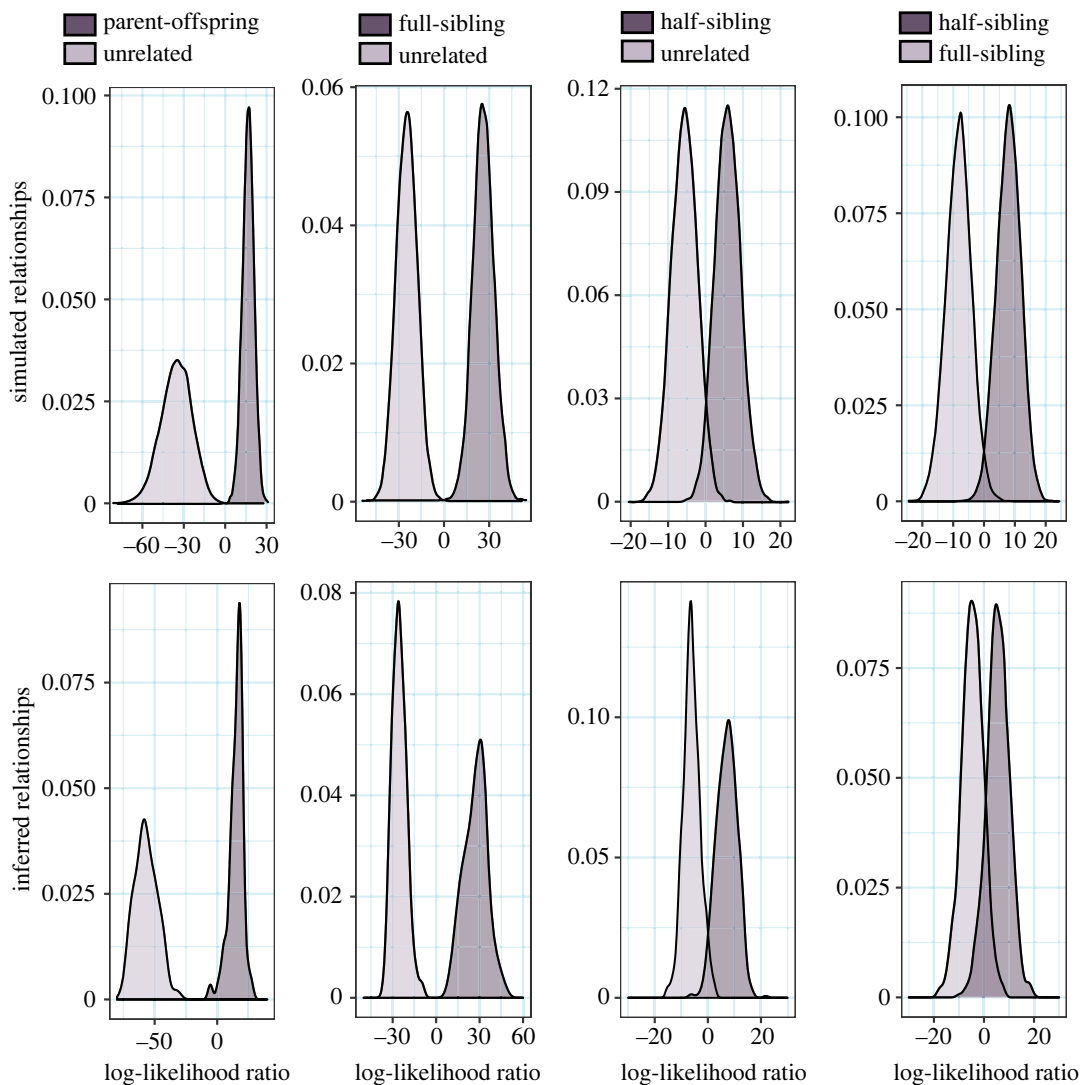 parent-offspring
unrelated
full-sibling
unrelated
half-sibling
unrelated
half-sibling
full-sibling
simulated relationships
0.100
0.075
0.050
0.025
0
–60 –30 0 30
0.06
0.04
0.02
0
–30 0 30
0.12
0.09
0.06
0.03
0
–20 –10 0 10 20
0.100
0.075
0.050
0.025
0
–20 –10 0 10 20
inferred relationships
0.075
0.050
0.025
0
–50 0
log-likelihood ratio
0.08
0.06
0.04
0.02
0
–30 0 30 60
log-likelihood ratio
0.10
0.05
0
–20 0 20
log-likelihood ratio
0.075
0.050
0.025
0
–20 0 20
log-likelihood ratio